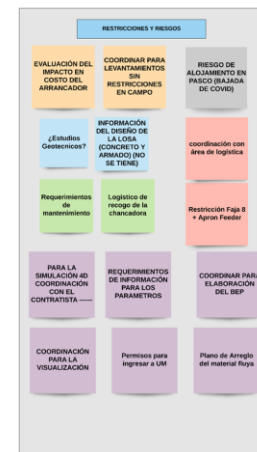 RESTRICCIONES Y RIESGOS
EVALUACIÓN DEL
IMPACTO EN
COSTO DEL
ARRANCADOR
COORDINAR PARA
LEVANTAMIENTOS
SIN
RESTRICCIONES
EN CAMPO
RIESGO DE
ALOJAMIENTO EN
PASCO (BAJADA
DE COVID)
¿Estudios
Geotecnicos?
INFORMACIÓN
DEL DISEÑO DE
LA LOSA
(CONCRETO Y
ARMADO) (NO
SE TIENE)
coordinación con
área de logística
Requerimientos
de
mantenimiento
Logístico de
recogo de la
chancadora
Restricción Faja 8
+ Apron Feeder
PARA LA
SIMULACIÓN 4D
COORDINACIÓN
CON EL
CONTRATISTA -----
REQUERIMIENTOS
DE INFORMACIÓN
PARA LOS
PARAMETROS
COORDINAR PARA
ELABORACIÓN
DEL BEP
COORDINACIÓN
PARA LA
VISUALIZACIÓN
Permisos para
ingresar a UM
Plano de Arreglo
del material fluya